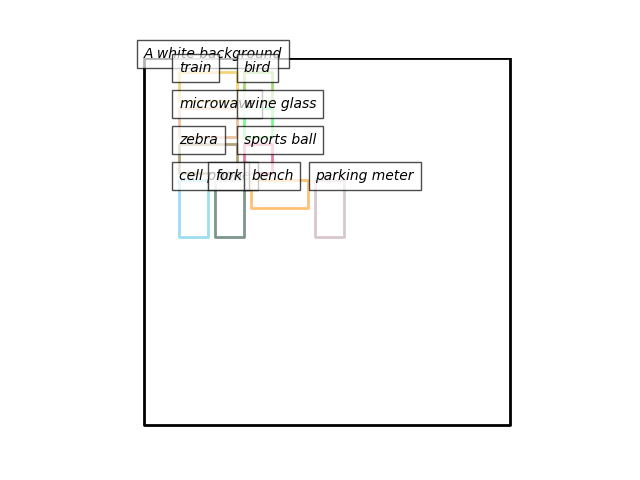 A white background
train
bird
microwave
wine glass
zebra
sports ball
cell phone
fork
bench
parking meter